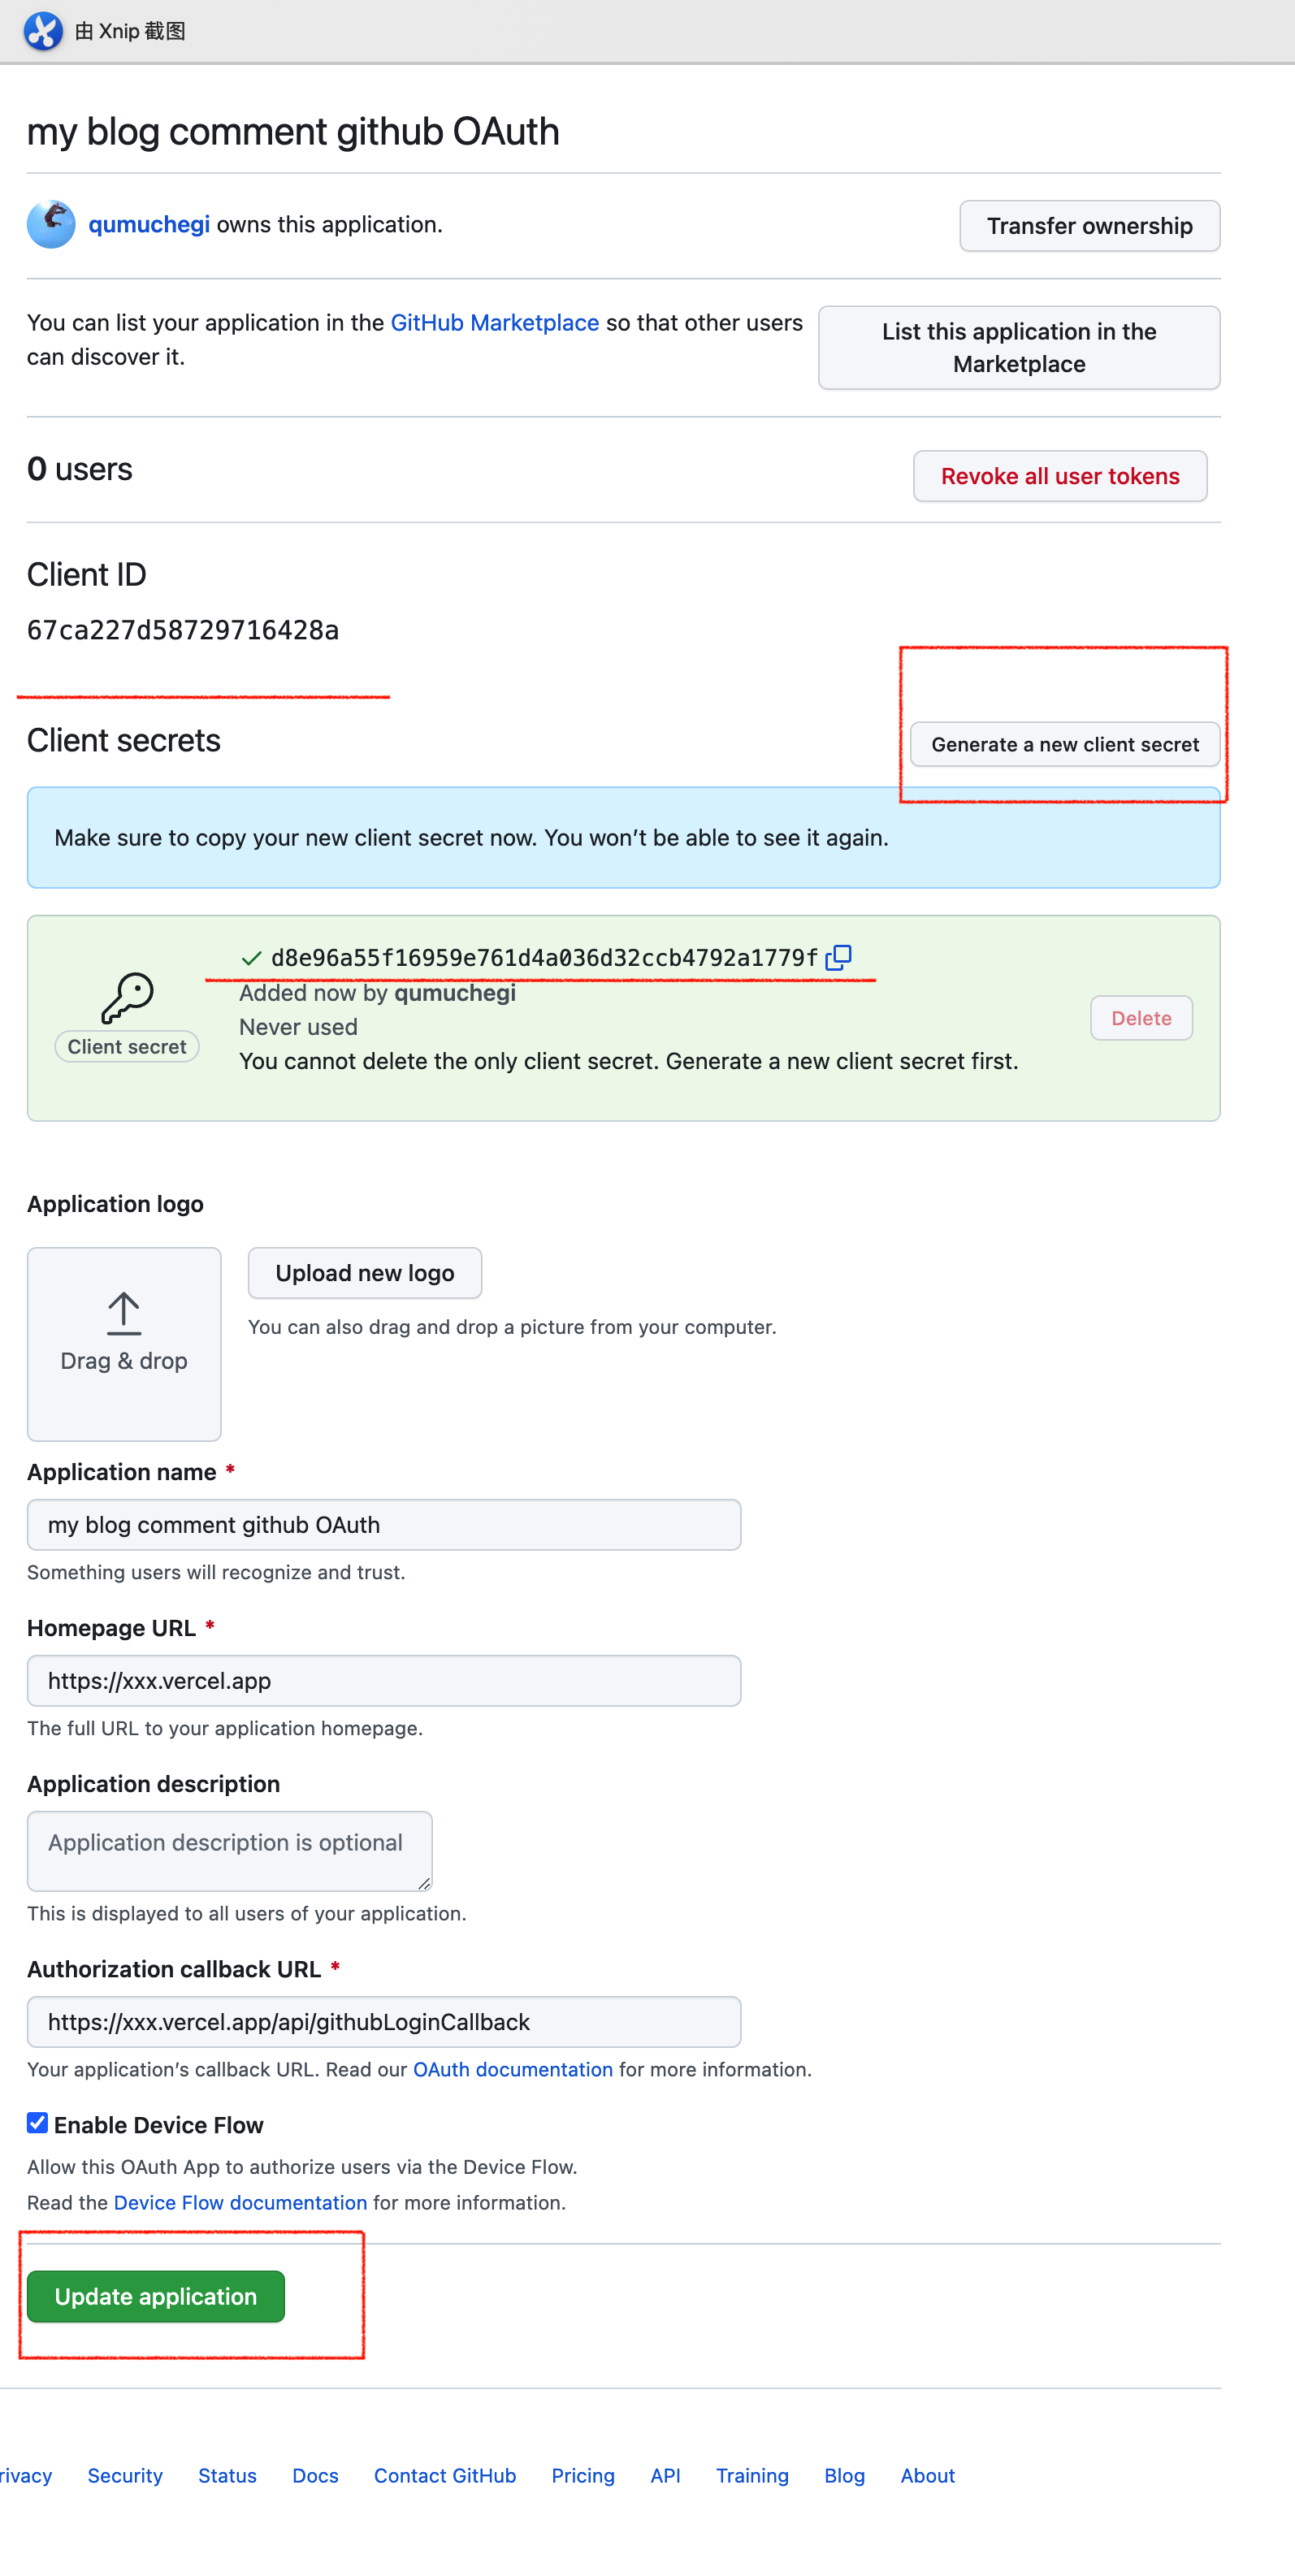 由 Xnip 截图
my blog comment github OAuth
qumuchegi owns this application.
Transfer ownership
You can list your application in the GitHub Marketplace so that other users
can discover it.
List this application in the
Marketplace
0 users
Revoke all user tokens
Client ID
67ca227d58729716428a
Client secrets
Generate a new client secret
Make sure to copy your new client secret now. You won’t be able to see it again.
d8e96a55f16959e761d4a036d32ccb4792a1779f
Added now by qumuchegi
Never used
You cannot delete the only client secret. Generate a new client secret first.
Client secret
Delete
Application logo
Upload new logo
You can also drag and drop a picture from your computer.
Drag & drop
Application name *
my blog comment github OAuth
Something users will recognize and trust.
Homepage URL *
https://xxx.vercel.app
The full URL to your application homepage.
Application description
Application description is optional
This is displayed to all users of your application.
Authorization callback URL *
https://xxx.vercel.app/api/githubLoginCallback
Your application’s callback URL. Read our OAuth documentation for more information.
Enable Device Flow
Allow this OAuth App to authorize users via the Device Flow.
Read the Device Flow documentation for more information.
Update application
rivacy Security Status Docs Contact GitHub Pricing API Training Blog About